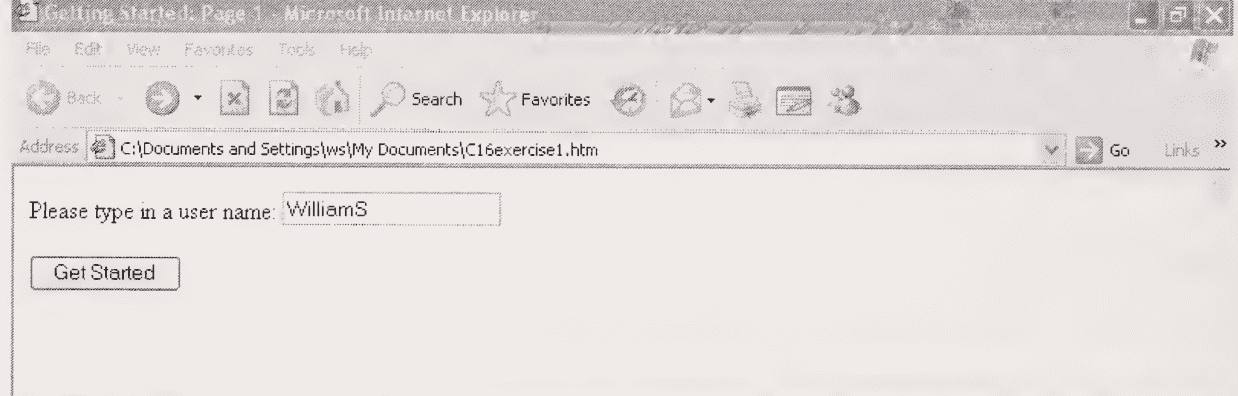 Getting Started: Page 1 - Microsoft Internet Explorer
File Edit View Favorites Tools Help
Back Search Favorites
Address C:\Documents and Settings\ws\My Documents\C16exercise1.htm Go Links »
Please type in a user name: WilliamS
Get Started